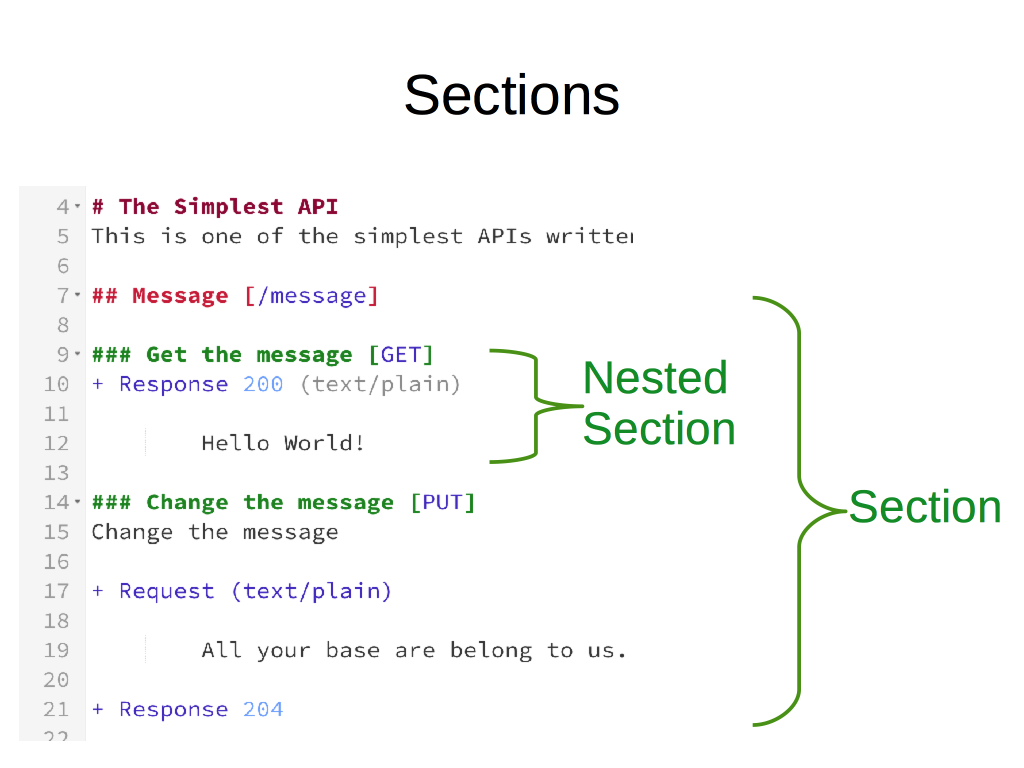 Sections
4 # The Simplest API
5 This is one of the simplest APIs written
6
7 ## Message [/message]
8
9 ### Get the message [GET]
10 + Response 200 (text/plain)
11
12 Hello World!
13
14 ### Change the message [PUT]
15 Change the message
16
17 + Request (text/plain)
18
19 All your base are belong to us.
20
21 + Response 204
22
Nested
Section
Section